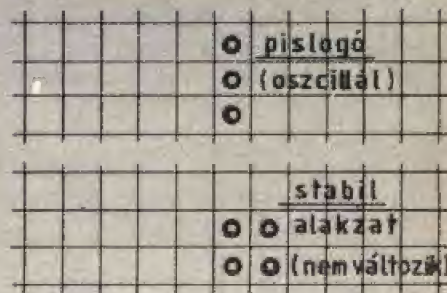 pislogó
(oszcillál)
stabil
alakzat
(nem változik)